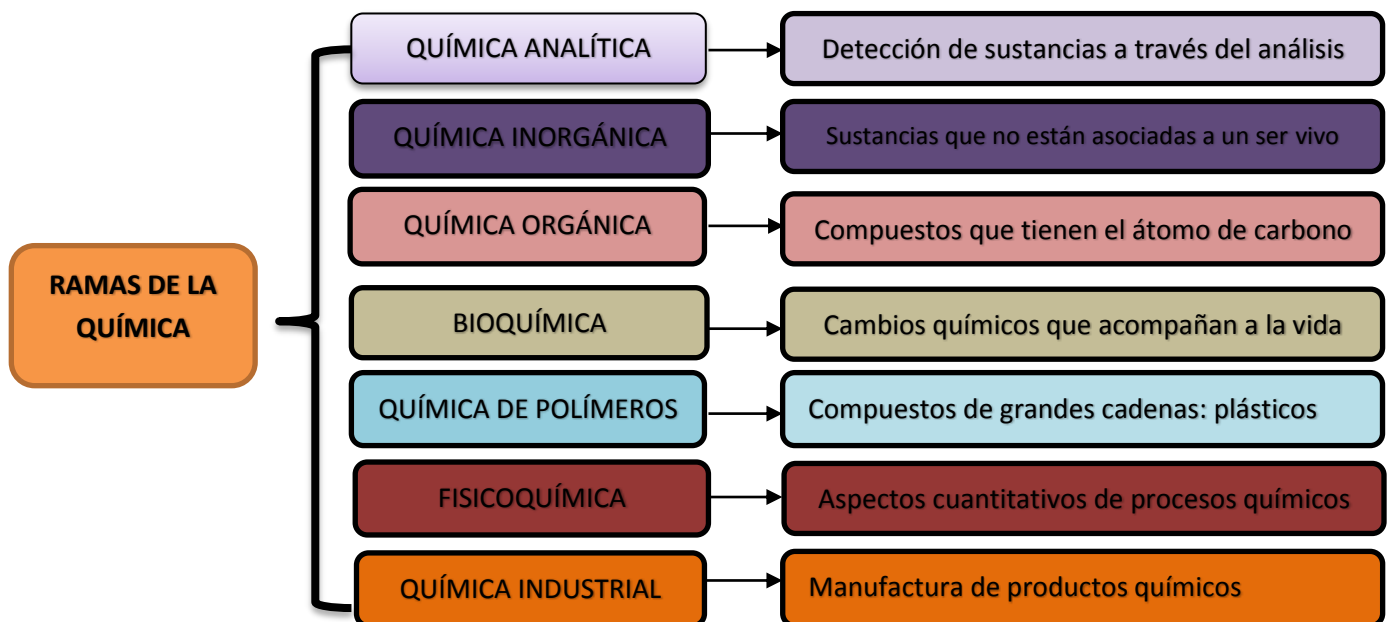 RAMAS DE LA
QUÍMICA
QUÍMICA ANALÍTICA
Detección de sustancias a través del análisis
QUÍMICA INORGÁNICA
Sustancias que no están asociadas a un ser vivo
QUÍMICA ORGÁNICA
Compuestos que tienen el átomo de carbono
BIOQUÍMICA
Cambios químicos que acompañan a la vida
QUÍMICA DE POLÍMEROS
Compuestos de grandes cadenas: plásticos
FISICOQUÍMICA
Aspectos cuantitativos de procesos químicos
QUÍMICA INDUSTRIAL
Manufactura de productos químicos